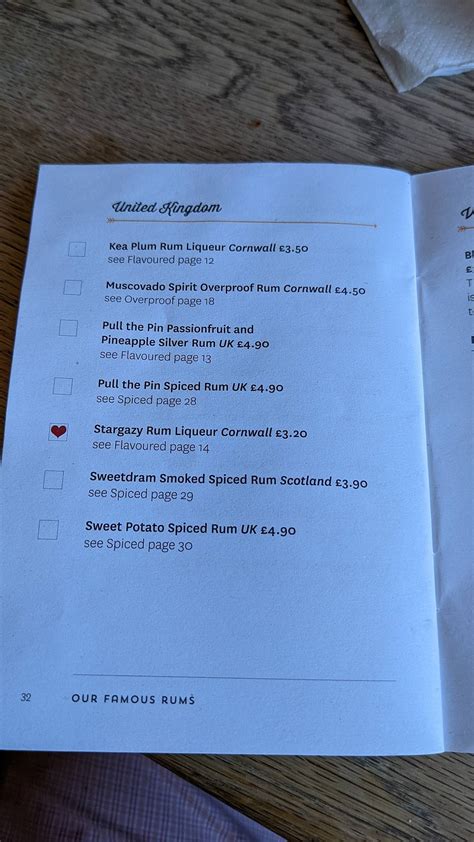 United Kingdom
Kea Plum Rum Liqueur Cornwall £3.50
see Flavoured page 12
Muscovado Spirit Overproof Rum Cornwall £4.50
see Overproof page 18
Pull the Pin Passionfruit and
Pineapple Silver Rum UK £4.90
see Flavoured page 13
Pull the Pin Spiced Rum UK £4.90
see Spiced page 28
Stargazy Rum Liqueur Cornwall £3.20
see Flavoured page 14
Sweetdram Smoked Spiced Rum Scotland £3.90
see Spiced page 29
Sweet Potato Spiced Rum UK £4.90
see Spiced page 30
32 OUR FAMOUS RUMS